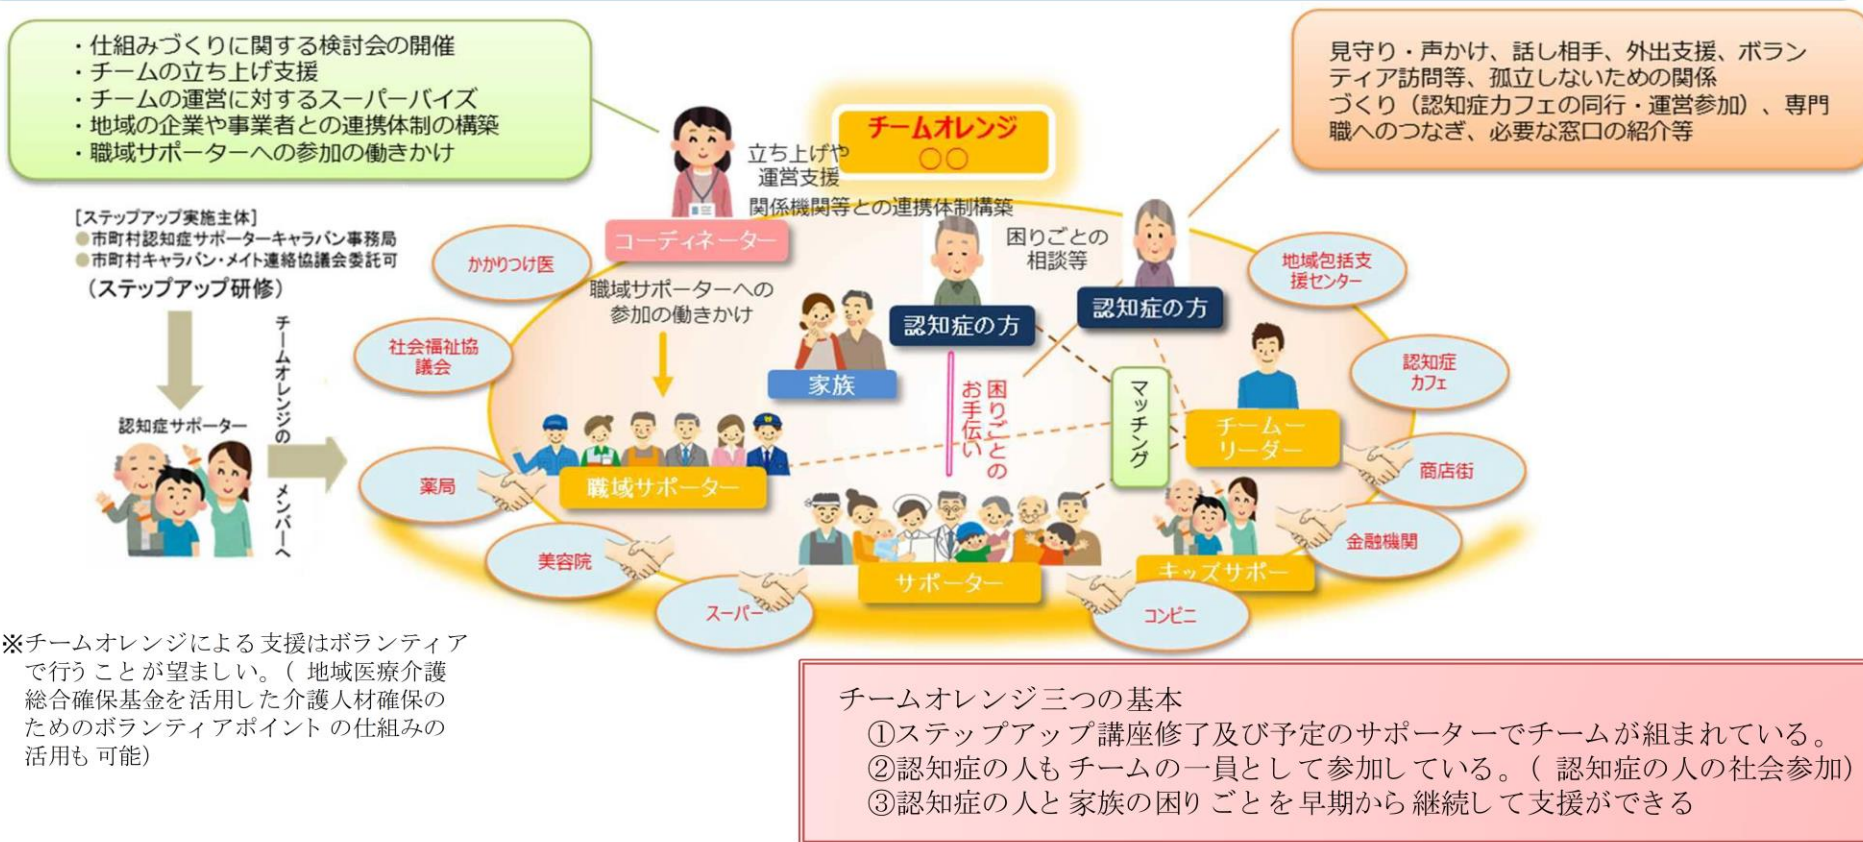 ・仕組みづくりに関する検討会の開催
・チームの立ち上げ支援
・チームの運営に対するスーパーバイズ
・地域の企業や事業者との連携体制の構築
・職域サポーターへの参加の働きかけ
チームオレンジ
○○
見守り・声かけ、話し相手、外出支援、ボラン
ティア訪問等、孤立しないための関係
づくり（認知症カフェの同行・運営参加）、専門
職へのつなぎ、必要な窓口の紹介等
立ち上げや
運営支援
関係機関等との連携体制構築
コーディネーター
[ステップアップ実施主体]
●市町村認知症サポーターキャラバン事務局
●市町村キャラバン・メイト連絡協議会委託可
（ステップアップ研修）
かかりつけ医
職域サポーターへの
参加の働きかけ
困りごとの
相談等
認知症の方
認知症の方
地域包括支
援センター
社会福祉協
議会
家族
認知症
カフェ
チームオレンジの
メンバーへ
認知症サポーター
困りごとの
お手伝い
マッチング
チームー
リーダー
薬局
職域サポーター
商店街
美容院
サポーター
キッズサポー
金融機関
スーパー
コンビニ
※チームオレンジによる支援はボランティア
で行うことが望ましい。（ 地域医療介護
総合確保基金を活用した介護人材確保の
ためのボランティアポイントの仕組みの
活用も可能）
チームオレンジ三つの基本
①ステップアップ講座修了及び予定のサポーターでチームが組まれている。
②認知症の人もチームの一員として参加している。（ 認知症の人の社会参加）
③認知症の人と家族の困りごとを早期から継続して支援ができる